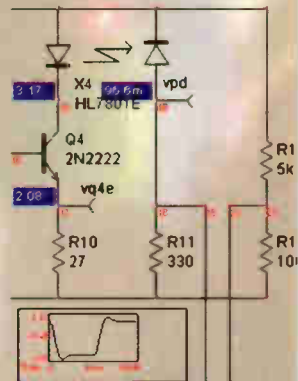 3.17
X4
96.6m
vpd
HL7801E
Q4
2N2222
2.08
vq4e
R1
5k
R10
27
R11
330
R1
10